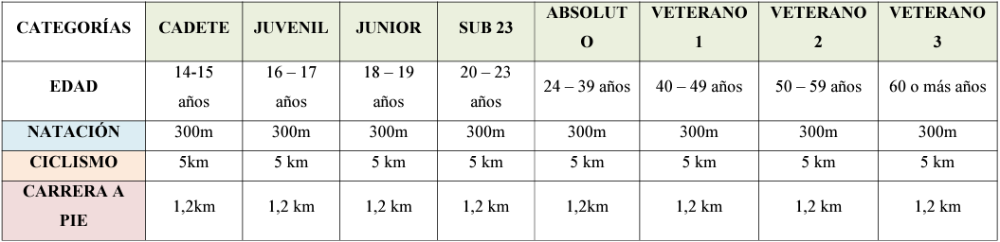 CATEGORÍAS CADETE JUVENIL JUNIOR SUB 23 ABSOLUT
O VETERANO
1 VETERANO
2 VETERANO
3
EDAD 14-15
años 16 – 17
años 18 – 19
años 20 – 23
años 24 – 39 años 40 – 49 años 50 – 59 años 60 o más años
NATACIÓN 300m 300m 300m 300m 300m 300m 300m 300m
CICLISMO 5km 5 km 5 km 5 km 5 km 5 km 5 km 5 km
CARRERA A
PIE 1,2km 1,2 km 1,2 km 1,2 km 1,2km 1,2 km 1,2 km 1,2 km